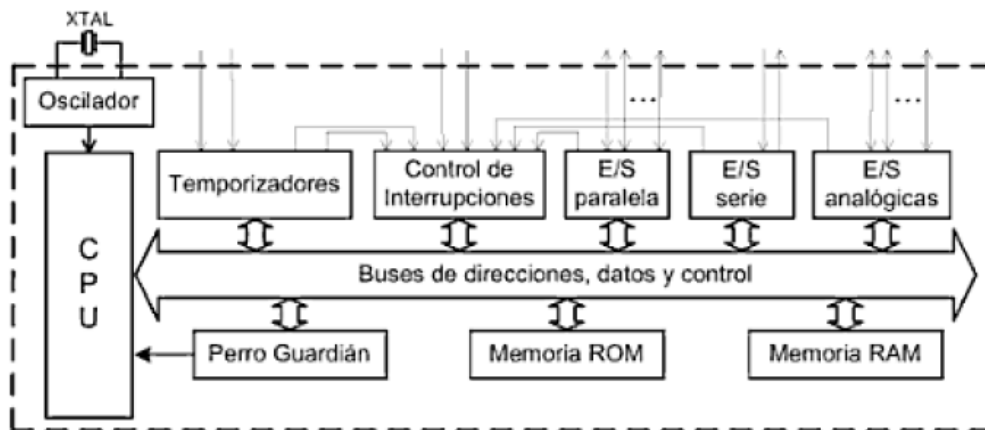 XTAL
Oscilador
Temporizadores
Control de
Interrupciones
E/S
paralela
E/S
serie
E/S
analógicas
...
...
C
P
U
Buses de direcciones, datos y control
Perro Guardián
Memoria ROM
Memoria RAM